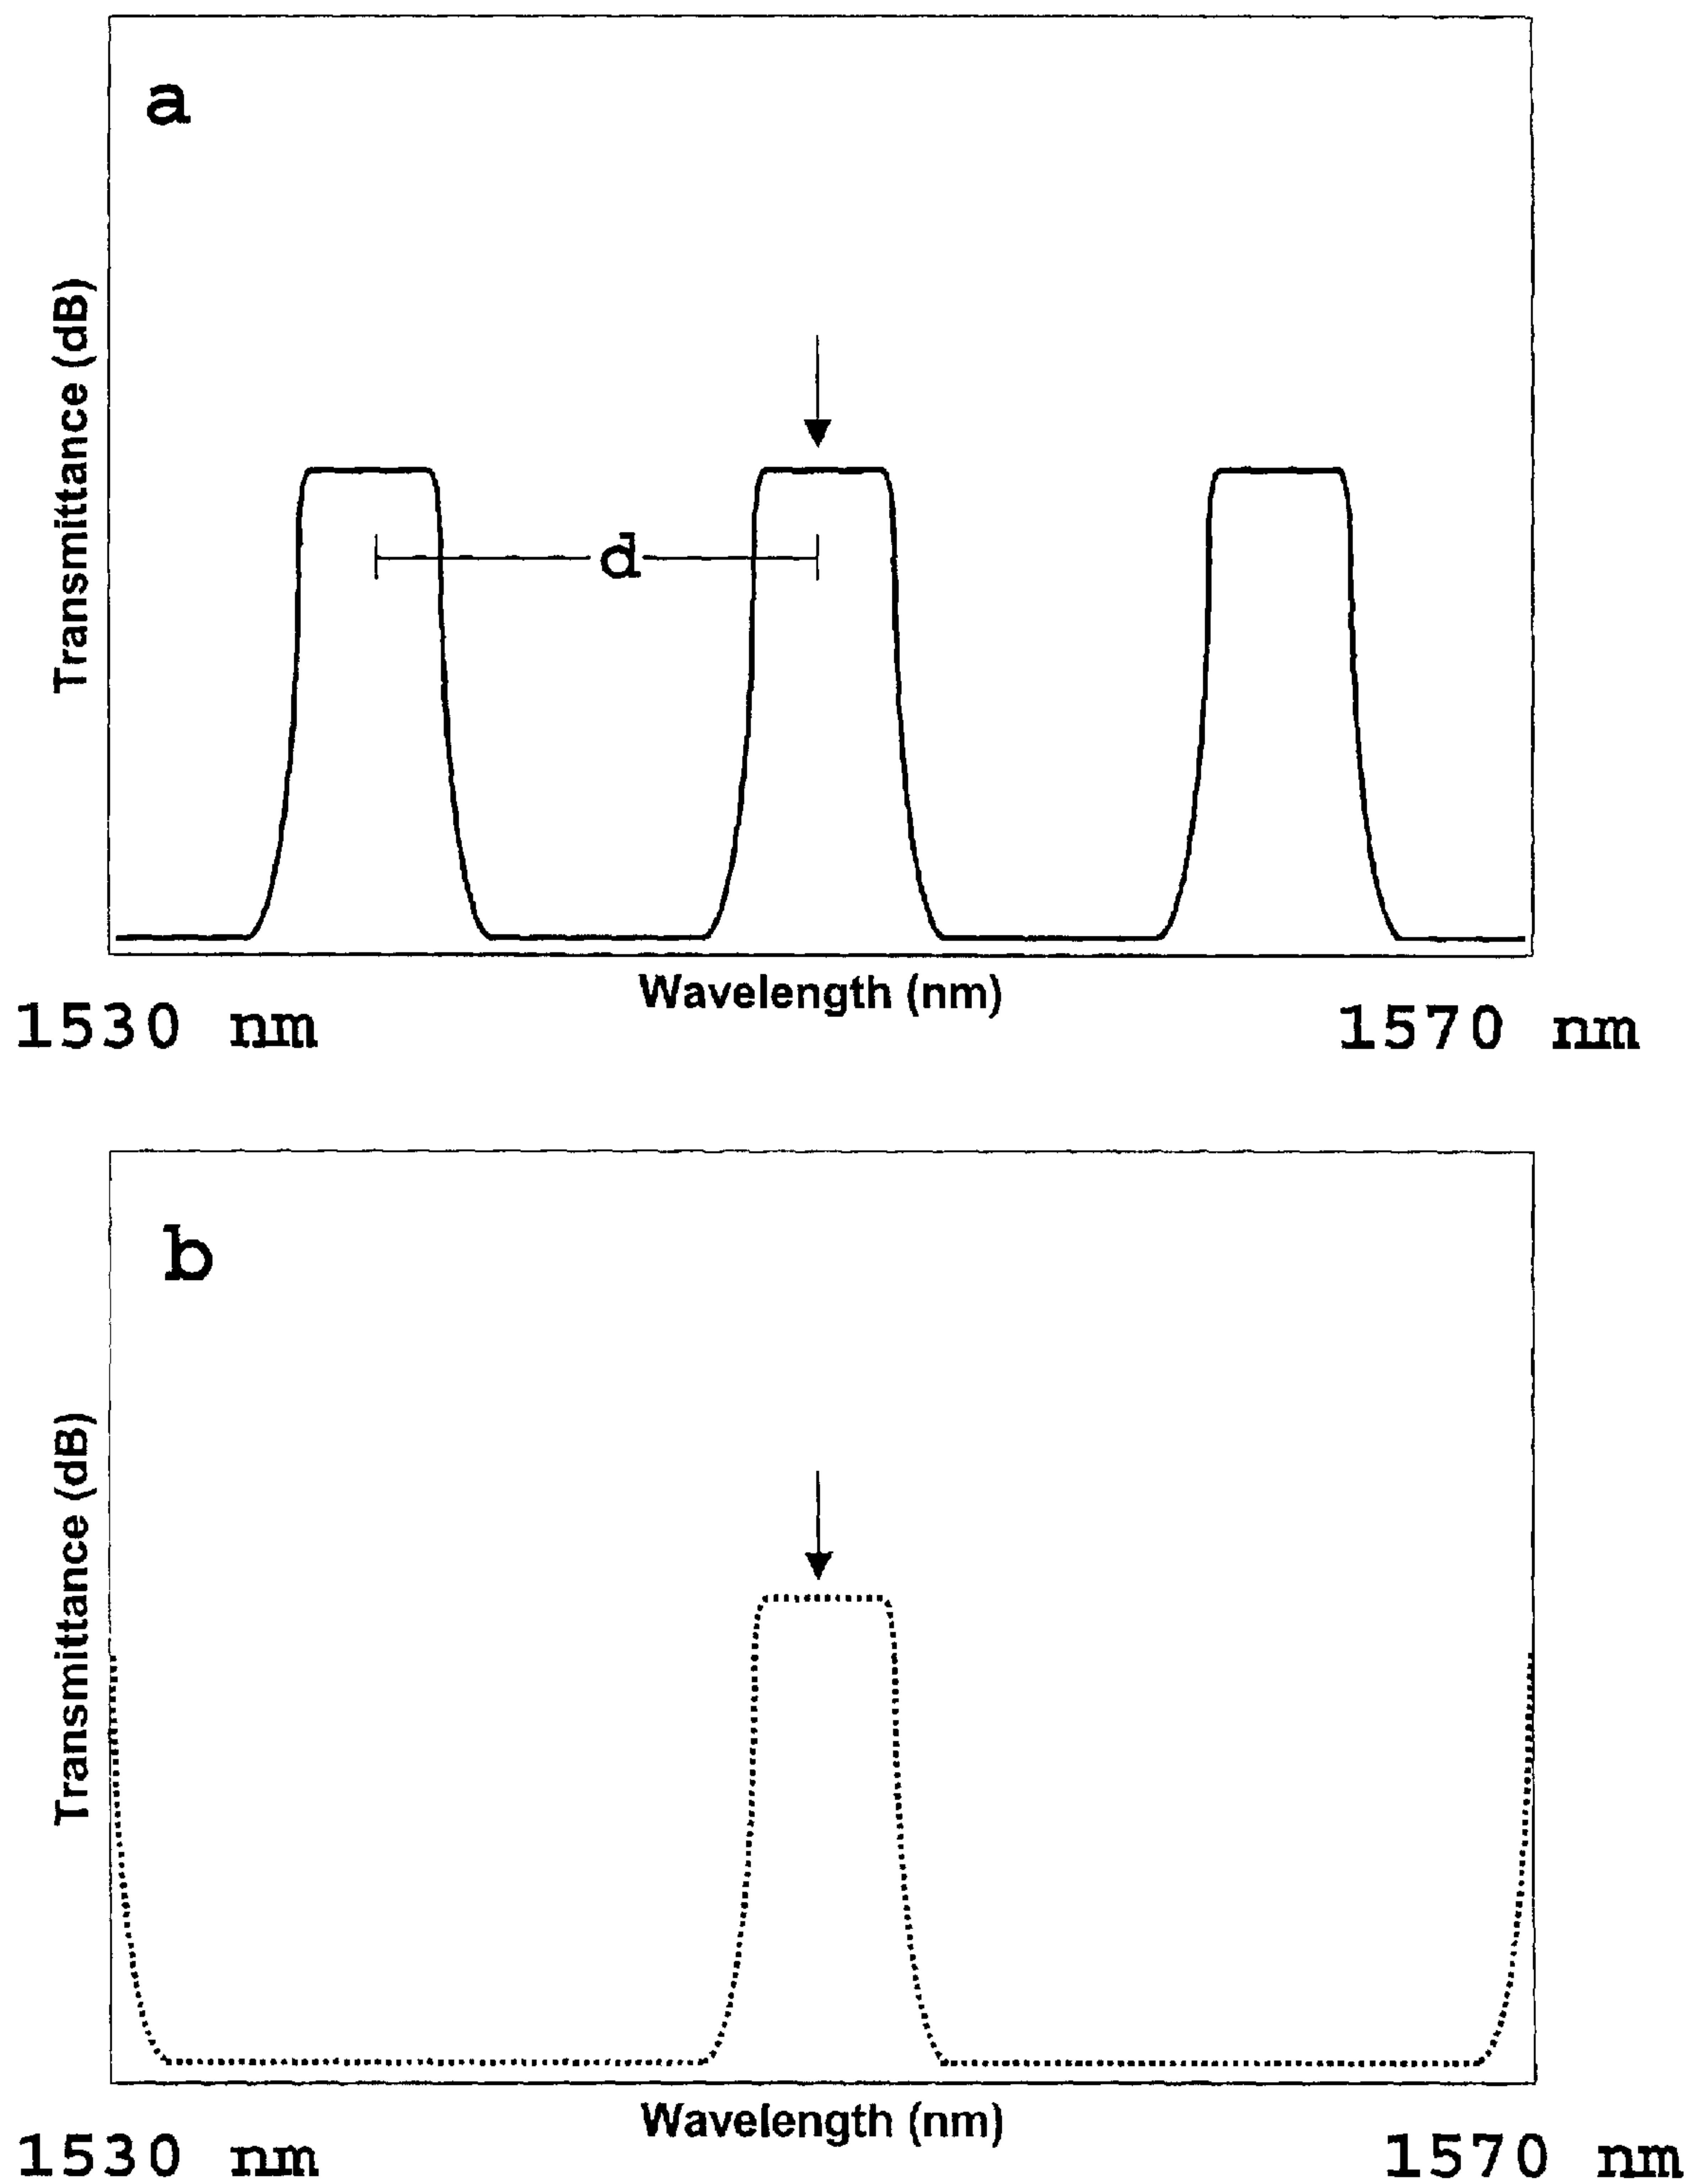 a
Transmittance (dB)
d
Wavelength (nm)
1530 nm
1570 nm
b
Transmittance (dB)
Wavelength (nm)
1530 nm
1570 nm